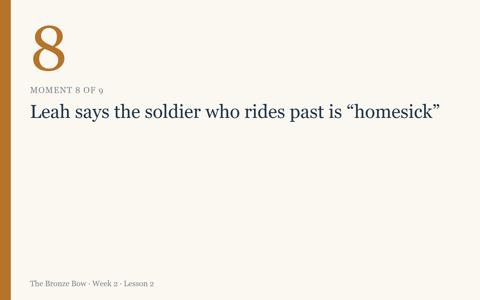 8
MOMENT 8 OF 9
Leah says the soldier who rides past is “homesick”
The Bronze Bow · Week 2 · Lesson 2